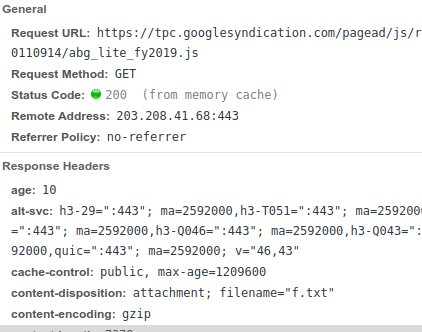 General
Request URL: https://tpc.googlesyndication.com/pagead/js/r
0110914/abg_lite_fy2019.js
Request Method: GET
Status Code: 200 (from memory cache)
Remote Address: 203.208.41.68:443
Referrer Policy: no-referrer
Response Headers
age: 10
alt-svc: h3-29=":443"; ma=2592000,h3-T051=":443"; ma=259200
=":443"; ma=2592000,h3-Q046=":443"; ma=2592000,h3-Q043=":
92000,quic=":443"; ma=2592000; v="46,43"
cache-control: public, max-age=1209600
content-disposition: attachment; filename="f.txt"
content-encoding: gzip